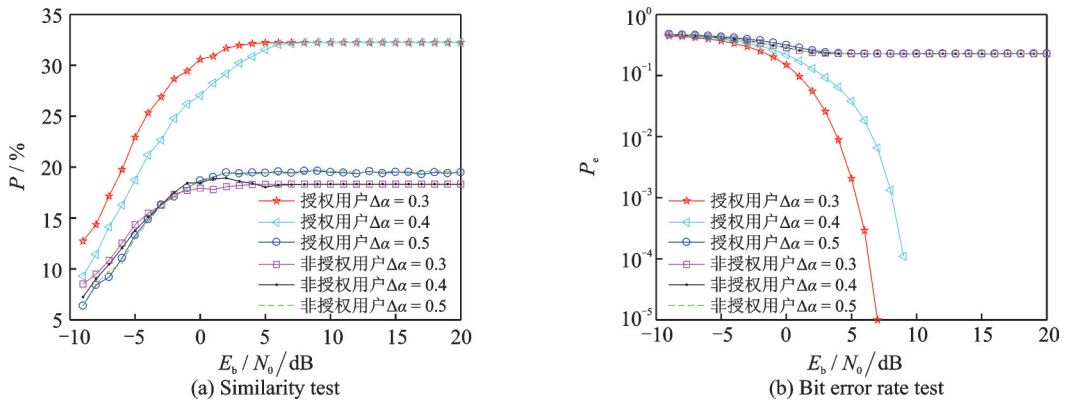 35
30
25
20
15
10
5
P / %
−10
−5
0
5
10
15
20
E_b / N_0 / dB
授权用户Δα = 0.3
授权用户Δα = 0.4
授权用户Δα = 0.5
非授权用户Δα = 0.3
非授权用户Δα = 0.4
非授权用户Δα = 0.5
(a) Similarity test
10^0
10^-1
10^-2
10^-3
10^-4
10^-5
P_e
−10
−5
0
5
10
15
20
E_b / N_0 / dB
授权用户Δα = 0.3
授权用户Δα = 0.4
授权用户Δα = 0.5
非授权用户Δα = 0.3
非授权用户Δα = 0.4
非授权用户Δα = 0.5
(b) Bit error rate test